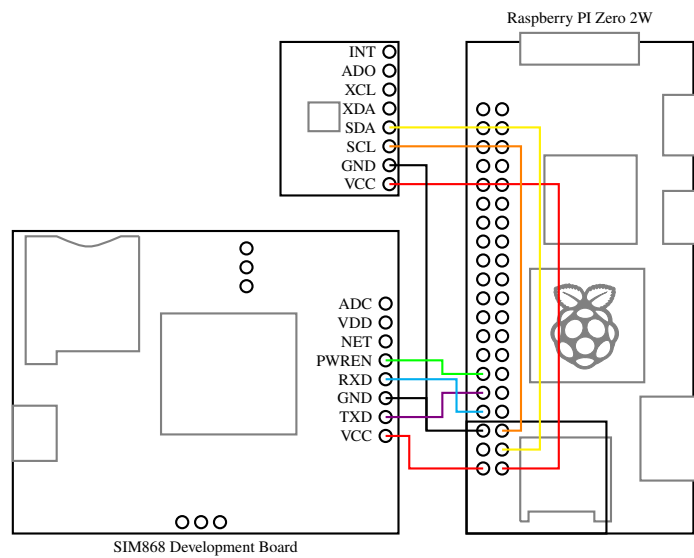 Raspberry PI Zero 2W
INT
ADO
XCL
XDA
SDA
SCL
GND
VCC
ADC
VDD
NET
PWREN
RXD
GND
TXD
VCC
SIM868 Development Board